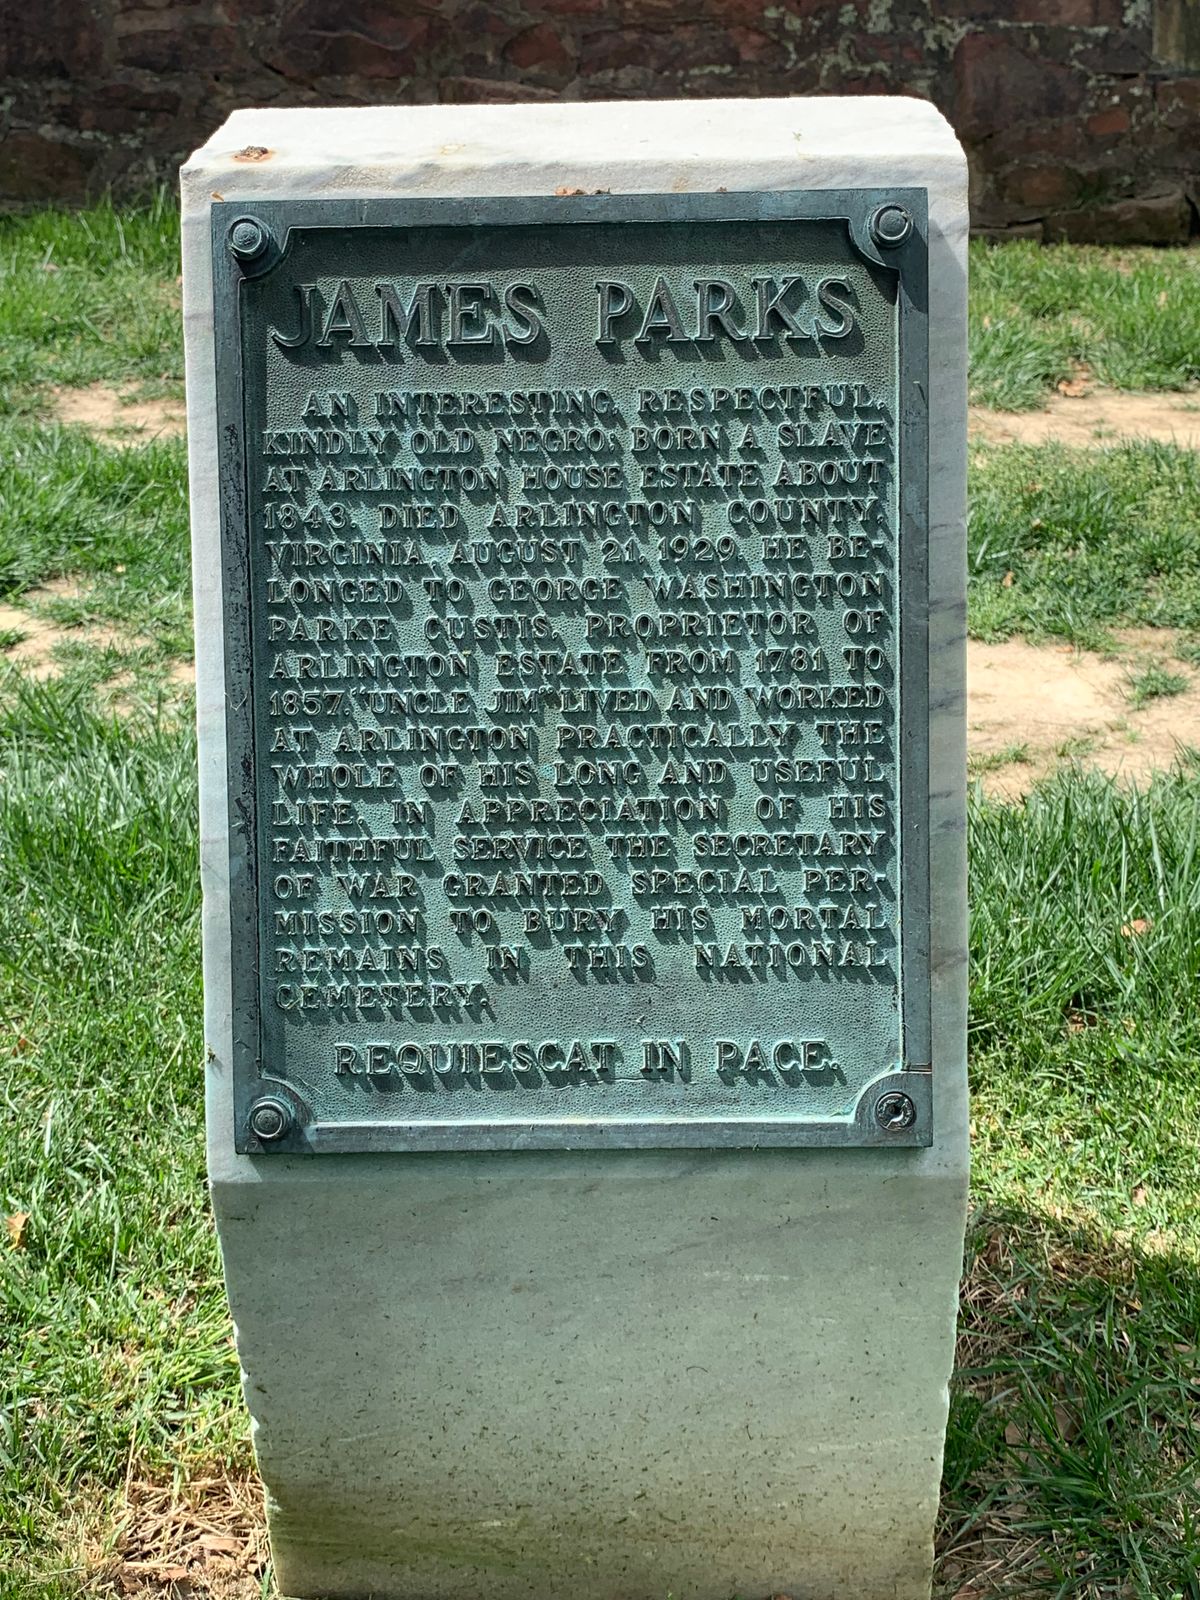 JAMES PARKS
AN INTERESTING, RESPECTFUL,
KINDLY OLD NEGRO; BORN A SLAVE
AT ARLINGTON HOUSE ESTATE ABOUT
1843. DIED ARLINGTON COUNTY,
VIRGINIA, AUGUST 21, 1929. HE BE-
LONGED TO GEORGE WASHINGTON
PARKE CUSTIS, PROPRIETOR OF
ARLINGTON ESTATE FROM 1781 TO
1857. "UNCLE JIM" LIVED AND WORKED
AT ARLINGTON PRACTICALLY THE
WHOLE OF HIS LONG AND USEFUL
LIFE. IN APPRECIATION OF HIS
FAITHFUL SERVICE THE SECRETARY
OF WAR GRANTED SPECIAL PER-
MISSION TO BURY HIS MORTAL
REMAINS IN THIS NATIONAL
CEMETERY.
REQUIESCAT IN PACE.